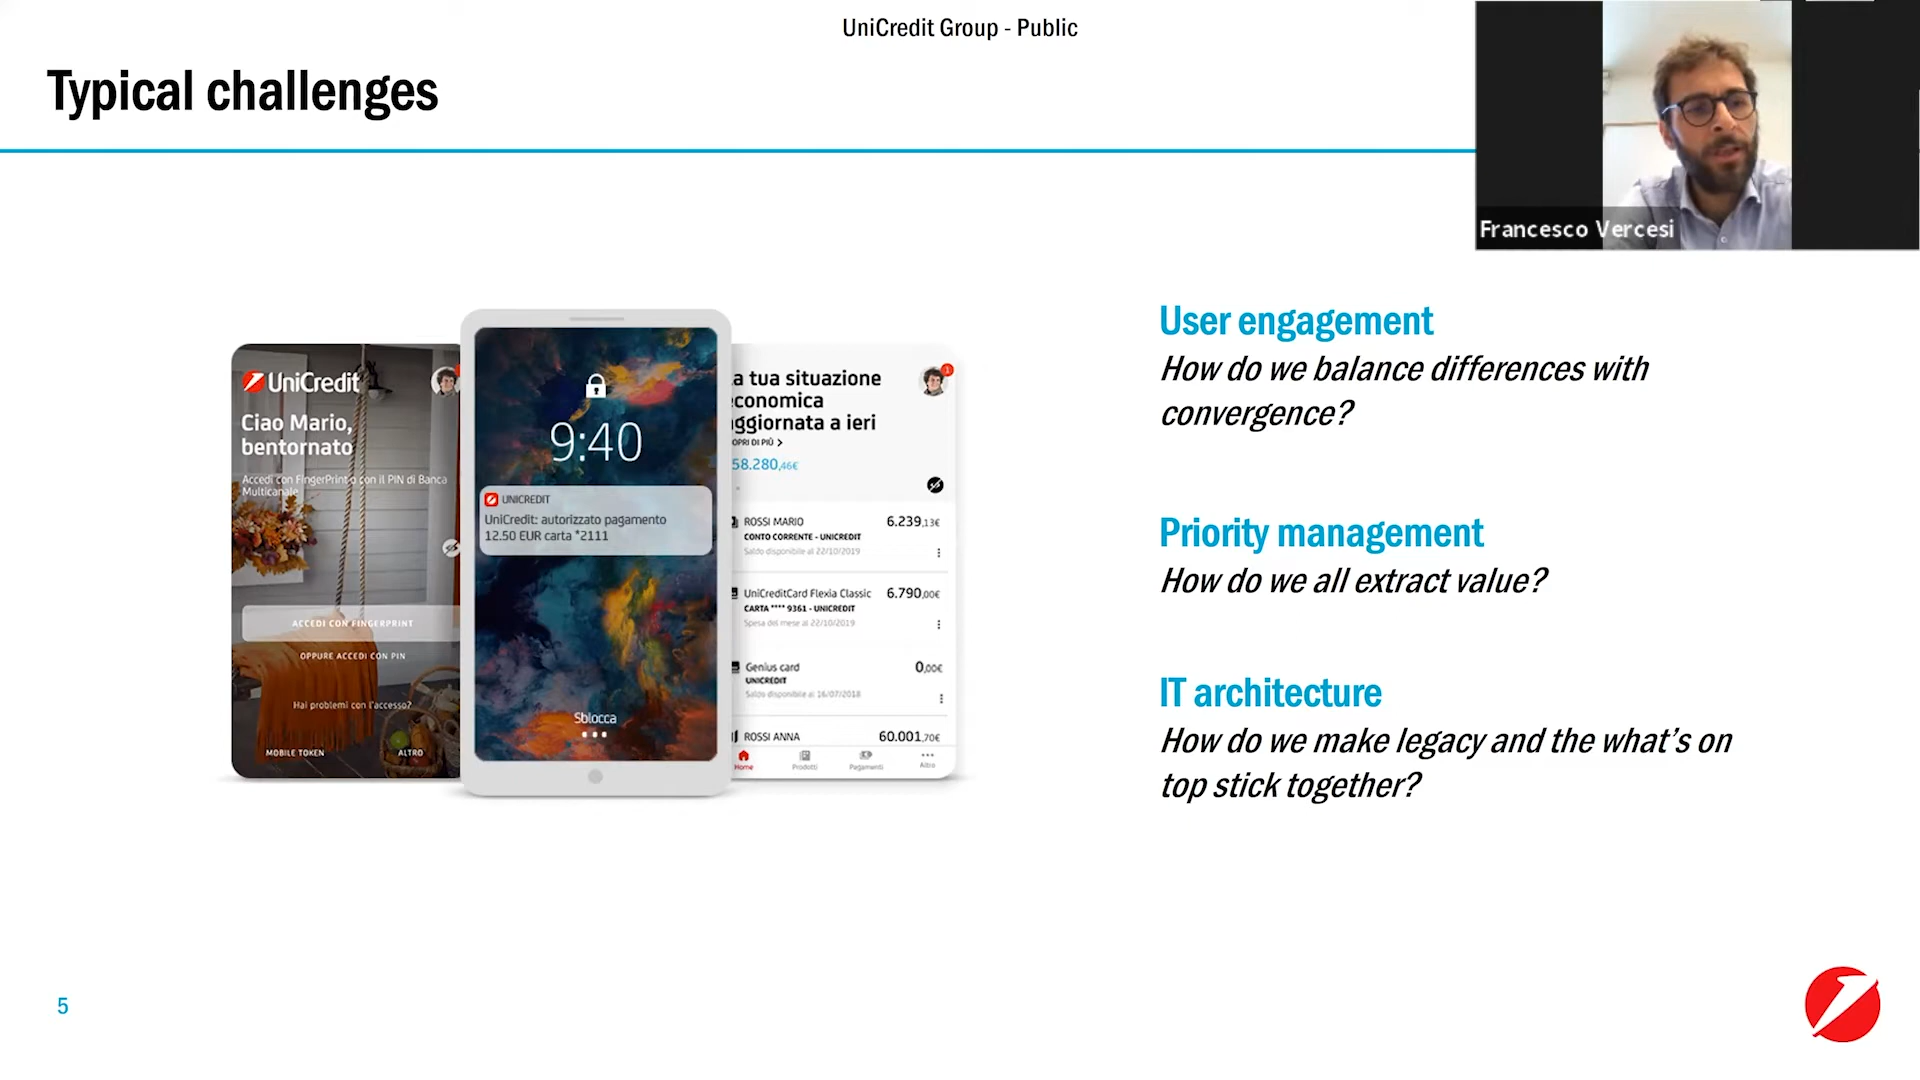 UniCredit Group - Public
Typical challenges
Francesco Vercesi
User engagement
How do we balance differences with
convergence?
Priority management
How do we all extract value?
IT architecture
How do we make legacy and the what's on
top stick together?
UniCredit
Ciao Mario,
bentornato
Accedi con FingerPrint o con il PIN di Banca
Multicanale
ACCEDI CON FINGERPRINT
OPPURE ACCEDI CON PIN
Hai problemi con l'accesso?
MOBILE TOKEN ALTRO
9:40
UNICREDIT
UniCredit: autorizzato pagamento
12.50 EUR carta *2111
Sblocca
a tua situazione
conomica
ggiornata a ieri
OPRI DI PIÙ >
58.280,46€
1
ROSSI MARIO 6.239,13€
CONTO CORRENTE - UNICREDIT
Saldo disponibile al 22/10/2019
UniCreditCard Flexia Classic 6.790,00€
CARTA **** 9361 - UNICREDIT
Spesa del mese al 22/10/2019
Genius card 0,00€
UNICREDIT
Saldo disponibile al 16/07/2018
ROSSI ANNA 60.001,70€
Home Prodotti Pagamenti Altro
5